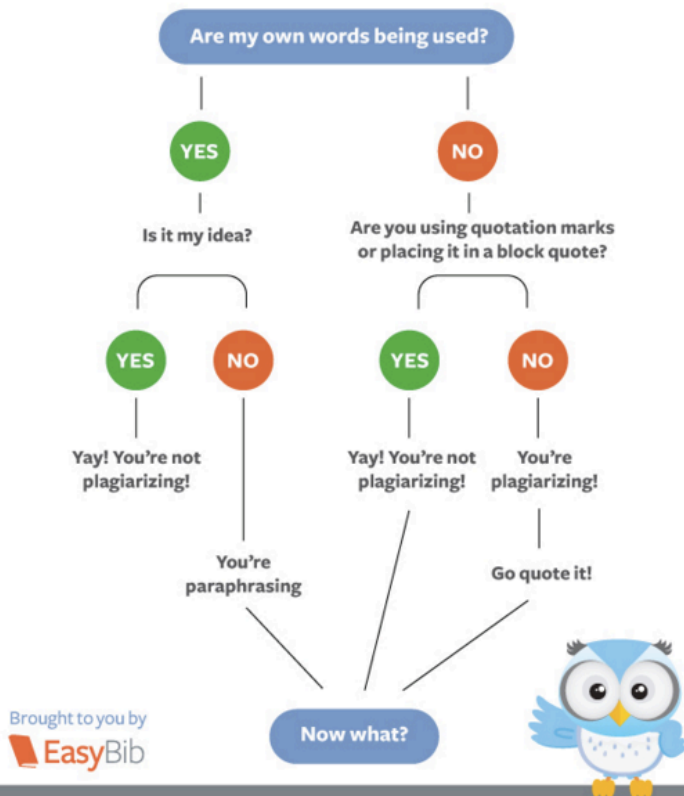 Are my own words being used?
YES
NO
Is it my idea?
Are you using quotation marks
or placing it in a block quote?
YES
NO
YES
NO
Yay! You're not
plagiarizing!
Yay! You're not
plagiarizing!
You're
plagiarizing!
You're
paraphrasing
Go quote it!
Now what?
Brought to you by
EasyBib